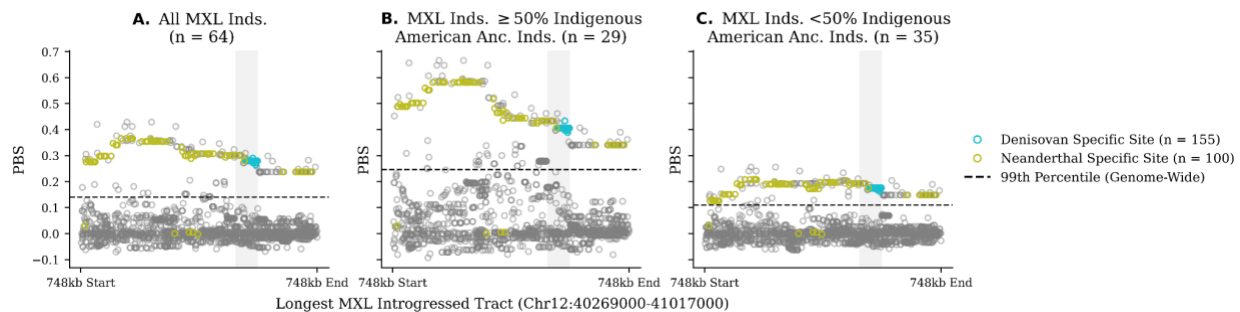 A. All MXL Inds.
(n = 64)
B. MXL Inds. ≥ 50% Indigenous
American Anc. Inds. (n = 29)
C. MXL Inds. <50% Indigenous
American Anc. Inds. (n = 35)
PBS
0.7
0.6
0.5
0.4
0.3
0.2
0.1
0.0
−0.1
748kb Start
748kb End
PBS
748kb Start
748kb End
PBS
748kb Start
748kb End
Longest MXL Introgressed Tract (Chr12:40269000-41017000)
Denisovan Specific Site (n = 155)
Neanderthal Specific Site (n = 100)
99th Percentile (Genome-Wide)